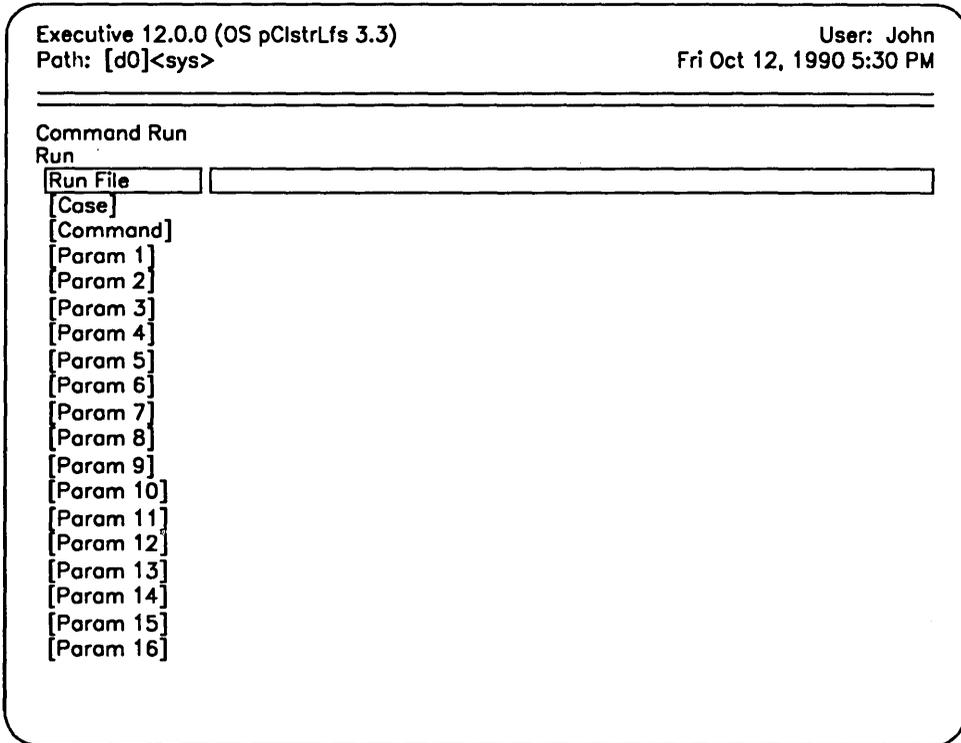 Executive 12.0.0 (OS pClstrLfs 3.3) User: John
Path: [d0]<sys> Fri Oct 12, 1990 5:30 PM
Command Run
Run
Run File
[Case]
[Command]
[Param 1]
[Param 2]
[Param 3]
[Param 4]
[Param 5]
[Param 6]
[Param 7]
[Param 8]
[Param 9]
[Param 10]
[Param 11]
[Param 12]
[Param 13]
[Param 14]
[Param 15]
[Param 16]